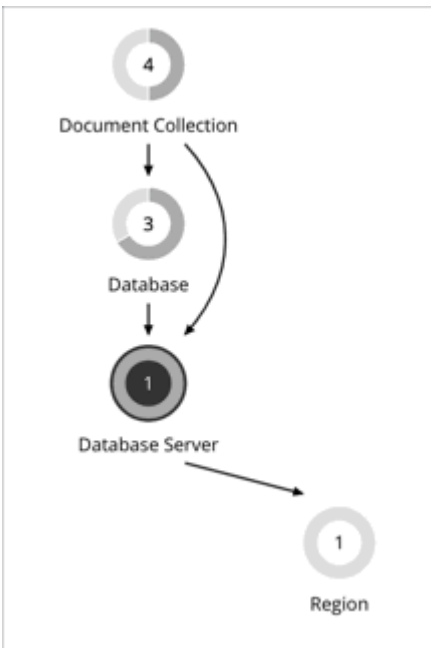 4
Document Collection
3
Database
1
Database Server
1
Region